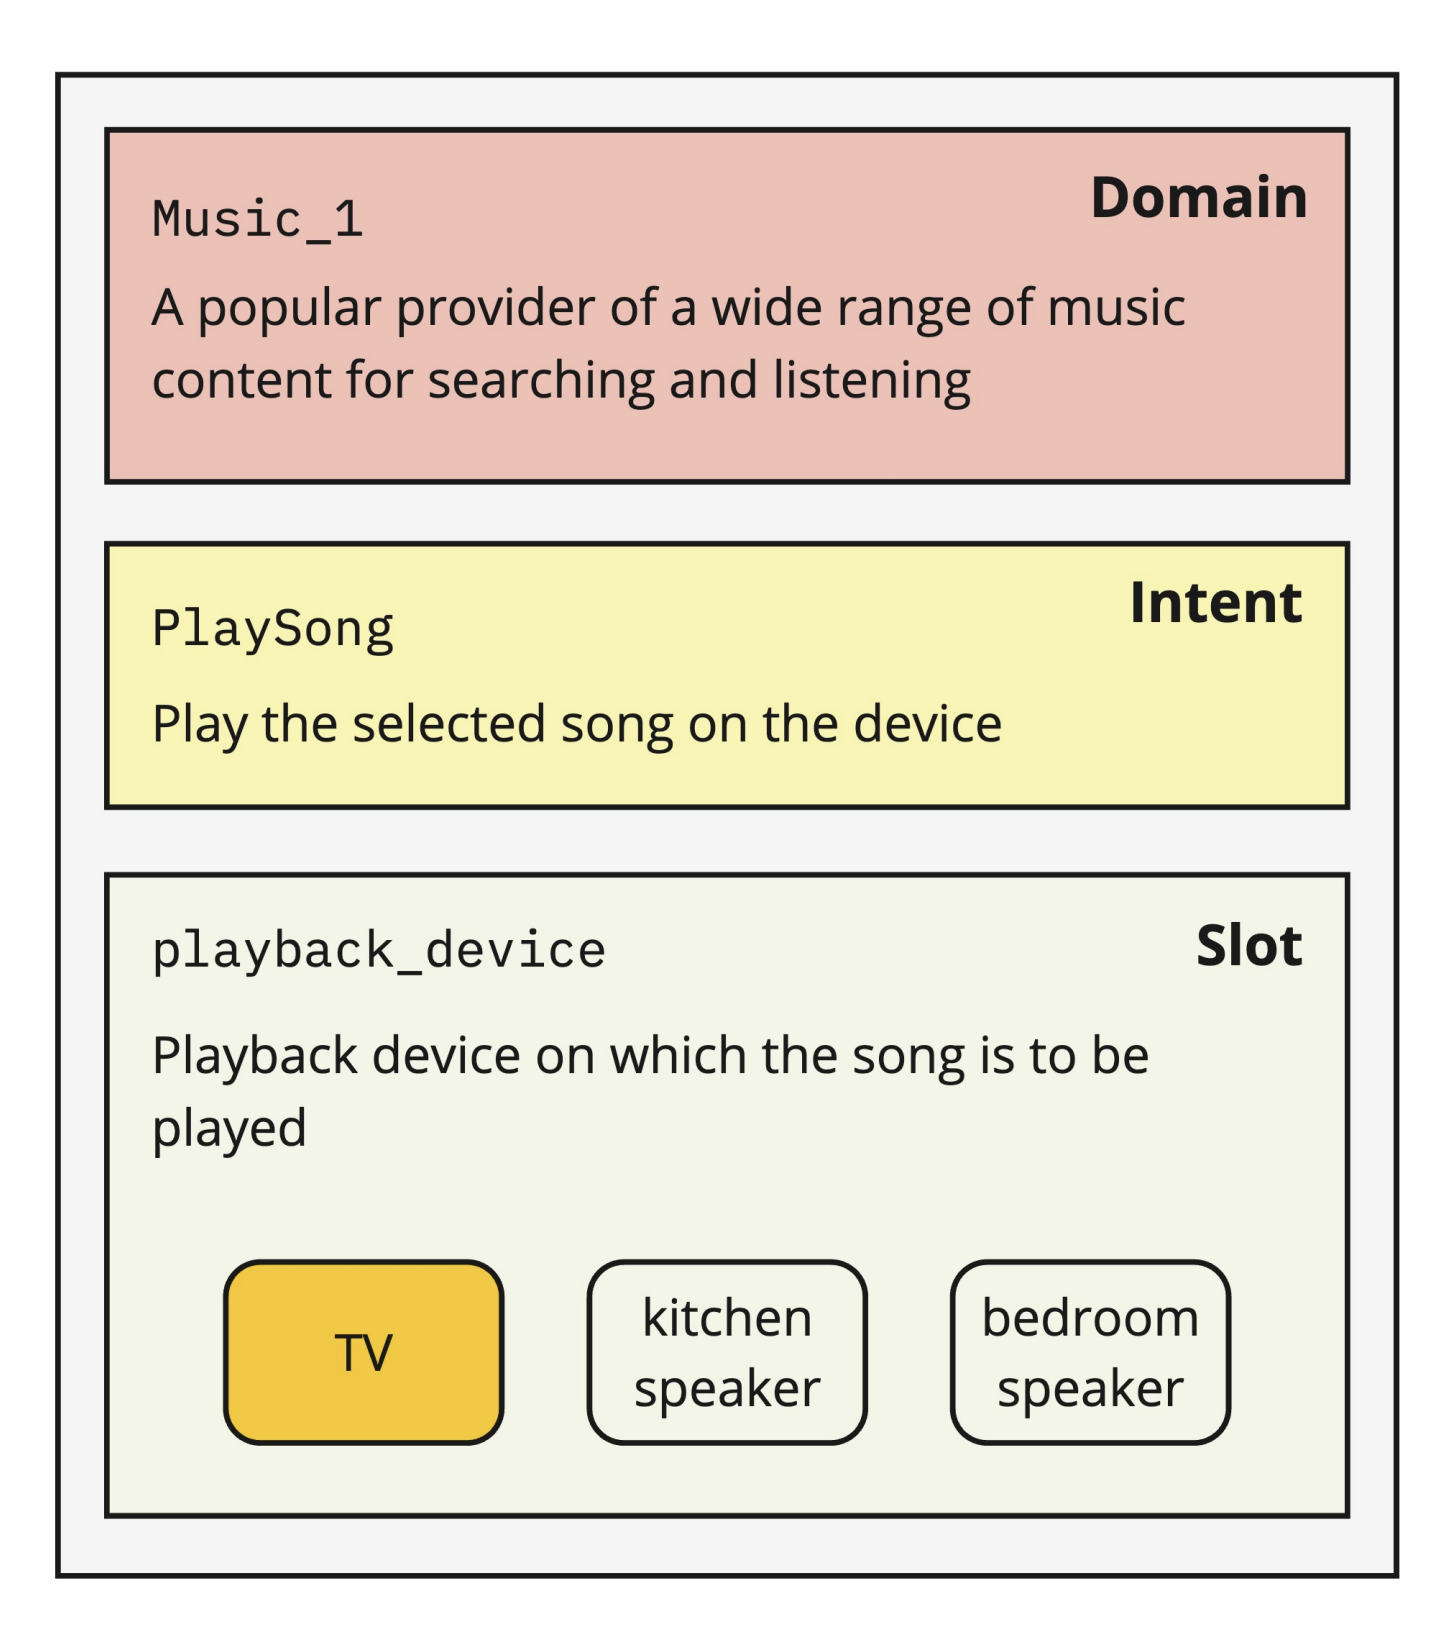 Domain
Music_1
A popular provider of a wide range of music
content for searching and listening
Intent
PlaySong
Play the selected song on the device
Slot
playback_device
Playback device on which the song is to be
played
TV
kitchen
speaker
bedroom
speaker